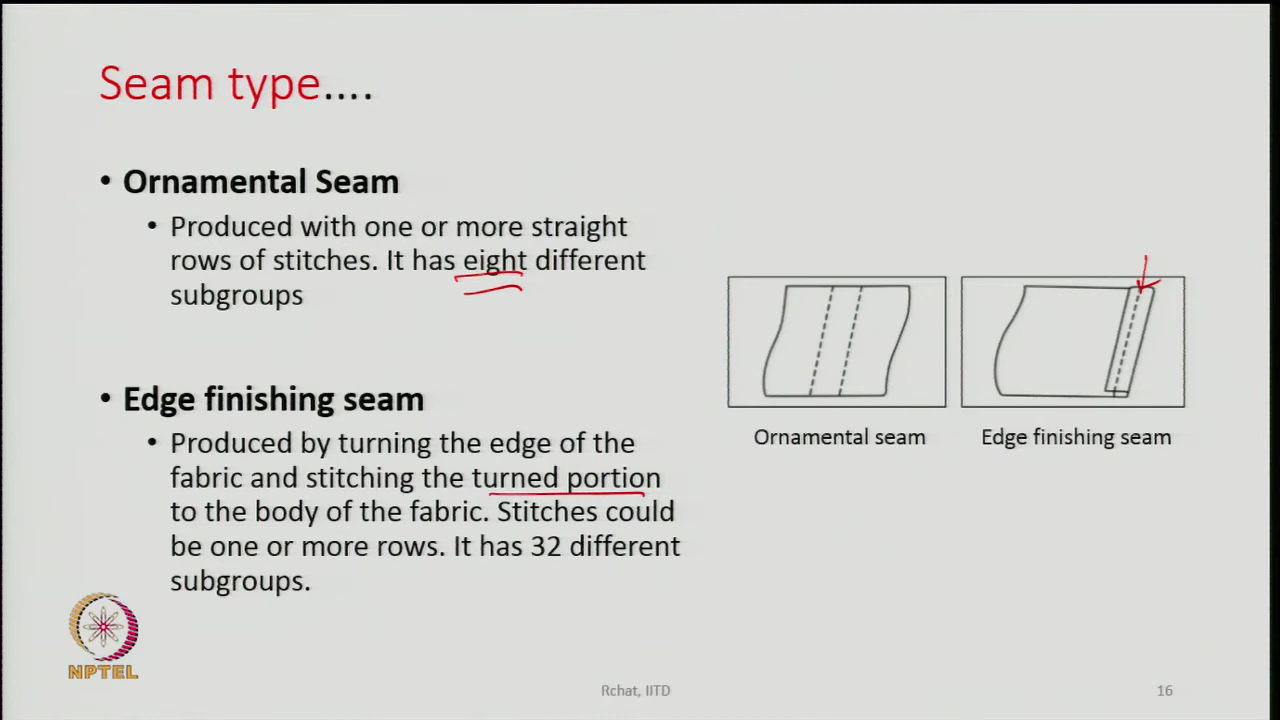 Seam type....
• Ornamental Seam
• Produced with one or more straight
rows of stitches. It has eight different
subgroups
• Edge finishing seam
• Produced by turning the edge of the
fabric and stitching the turned portion
to the body of the fabric. Stitches could
be one or more rows. It has 32 different
subgroups.
Ornamental seam
Edge finishing seam
NPTEL
Rchat, IITD
16